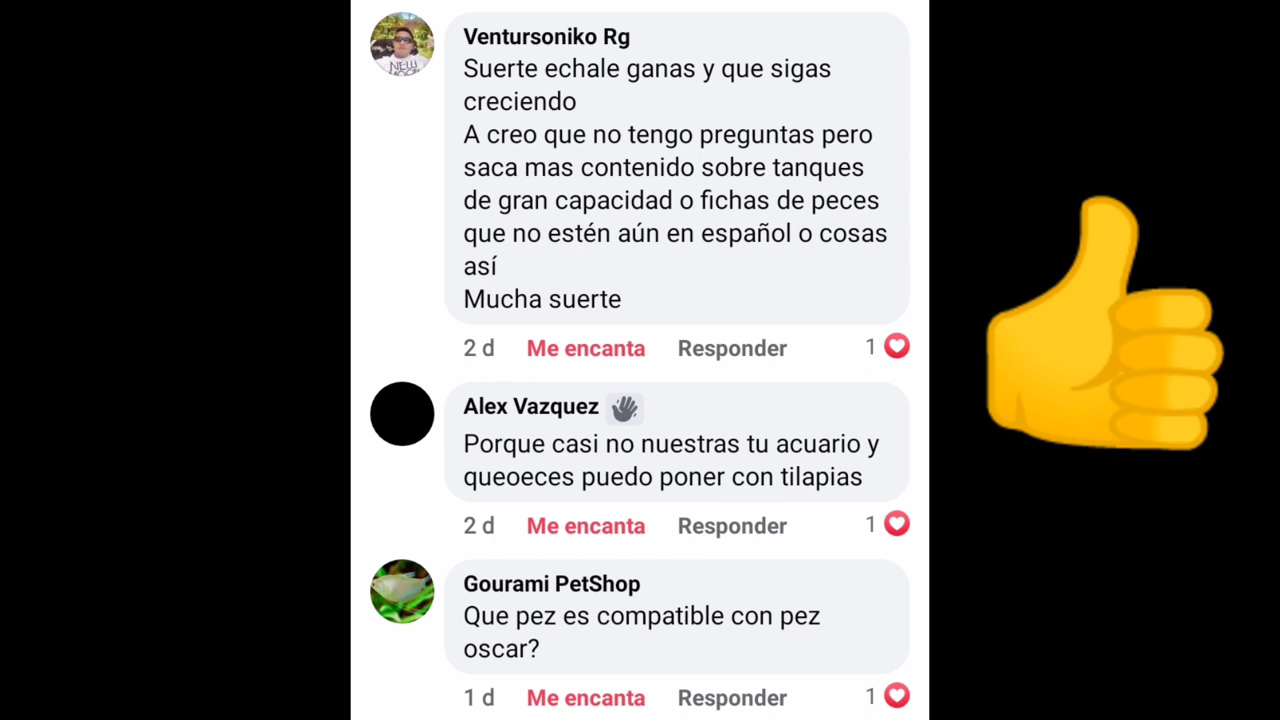 Ventursoniko Rg
Suerte echale ganas y que sigas
creciendo
A creo que no tengo preguntas pero
saca mas contenido sobre tanques
de gran capacidad o fichas de peces
que no estén aún en español o cosas
así
Mucha suerte
2 d Me encanta Responder 1
Alex Vazquez
Porque casi no nuestras tu acuario y
queoeces puedo poner con tilapias
2 d Me encanta Responder 1
Gourami PetShop
Que pez es compatible con pez
oscar?
1 d Me encanta Responder 1